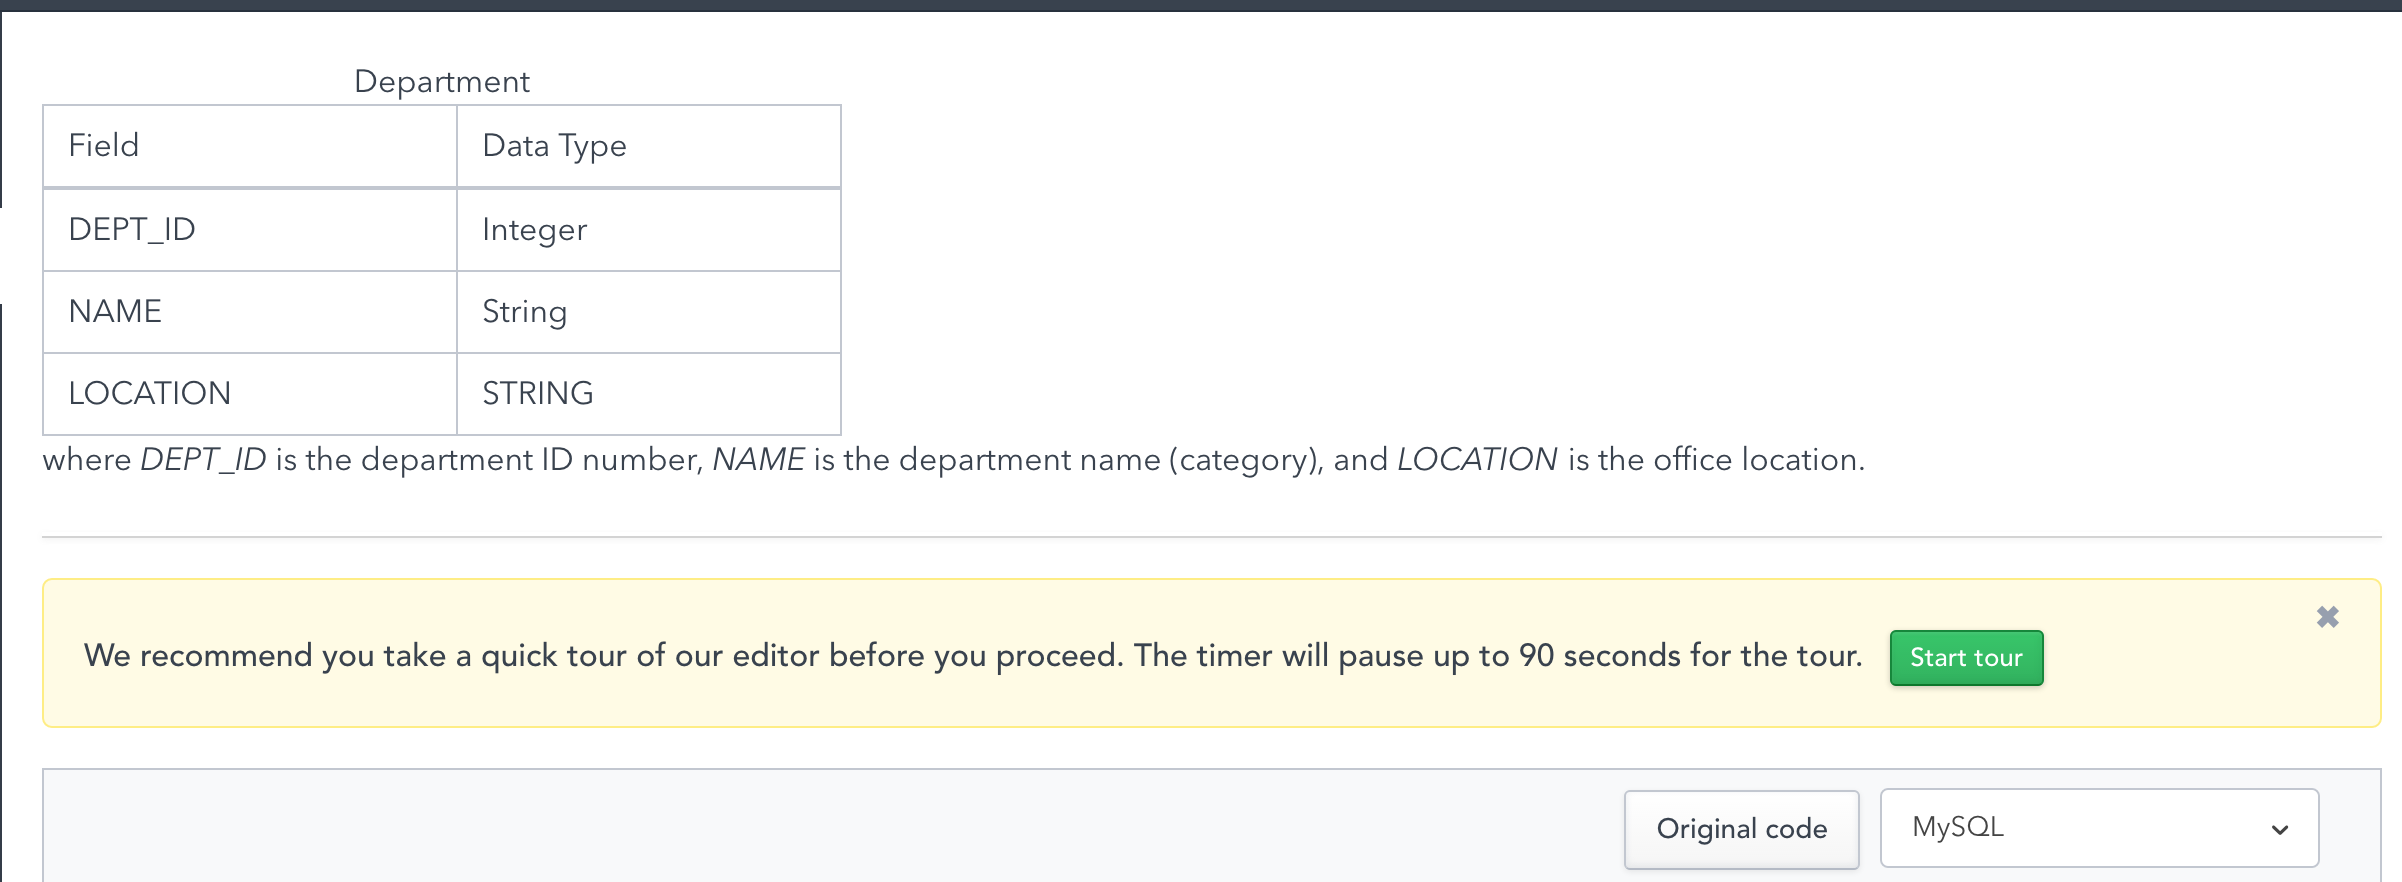 Department
Field Data Type
DEPT_ID Integer
NAME String
LOCATION STRING
where DEPT_ID is the department ID number, NAME is the department name (category), and LOCATION is the office location.
We recommend you take a quick tour of our editor before you proceed. The timer will pause up to 90 seconds for the tour. Start tour
Original code MySQL